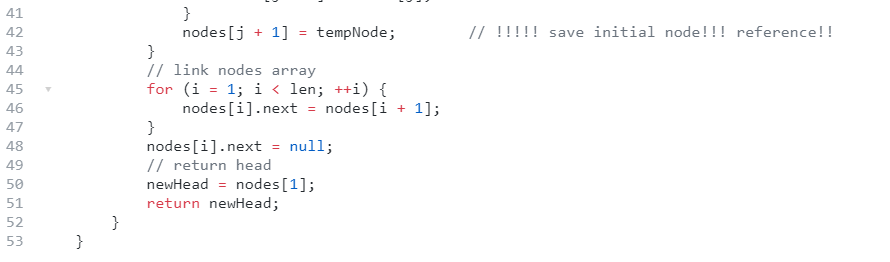 41                 }
42                 nodes[j + 1] = tempNode;        // !!!!! save initial node!!! reference!!
43             }
44             // link nodes array
45             for (i = 1; i < len; ++i) {
46                 nodes[i].next = nodes[i + 1];
47             }
48             nodes[i].next = null;
49             // return head
50             newHead = nodes[1];
51             return newHead;
52         }
53     }